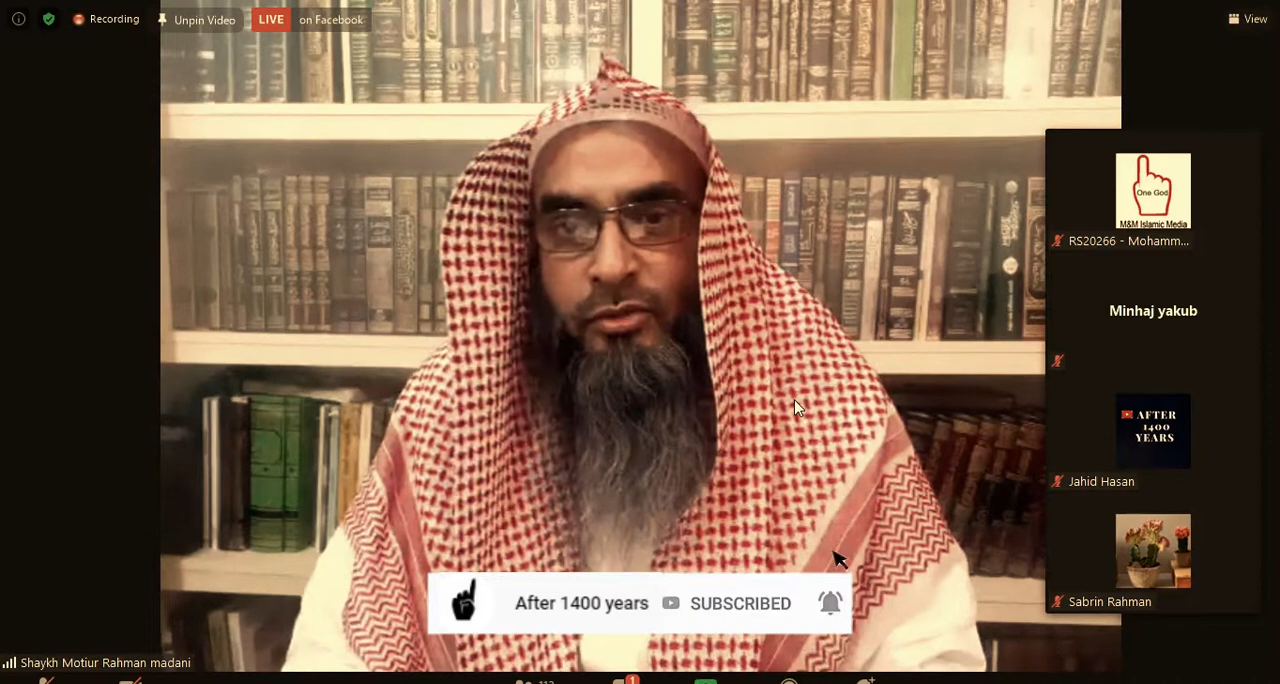 Recording
Unpin Video
LIVE on Facebook
View
One God
M&M Islamic Media
RS20266 - Mohamm...
Minhaj yakub
AFTER
1400
YEARS
Jahid Hasan
Sabrin Rahman
After 1400 years SUBSCRIBED
Shaykh Motiur Rahman madani
1